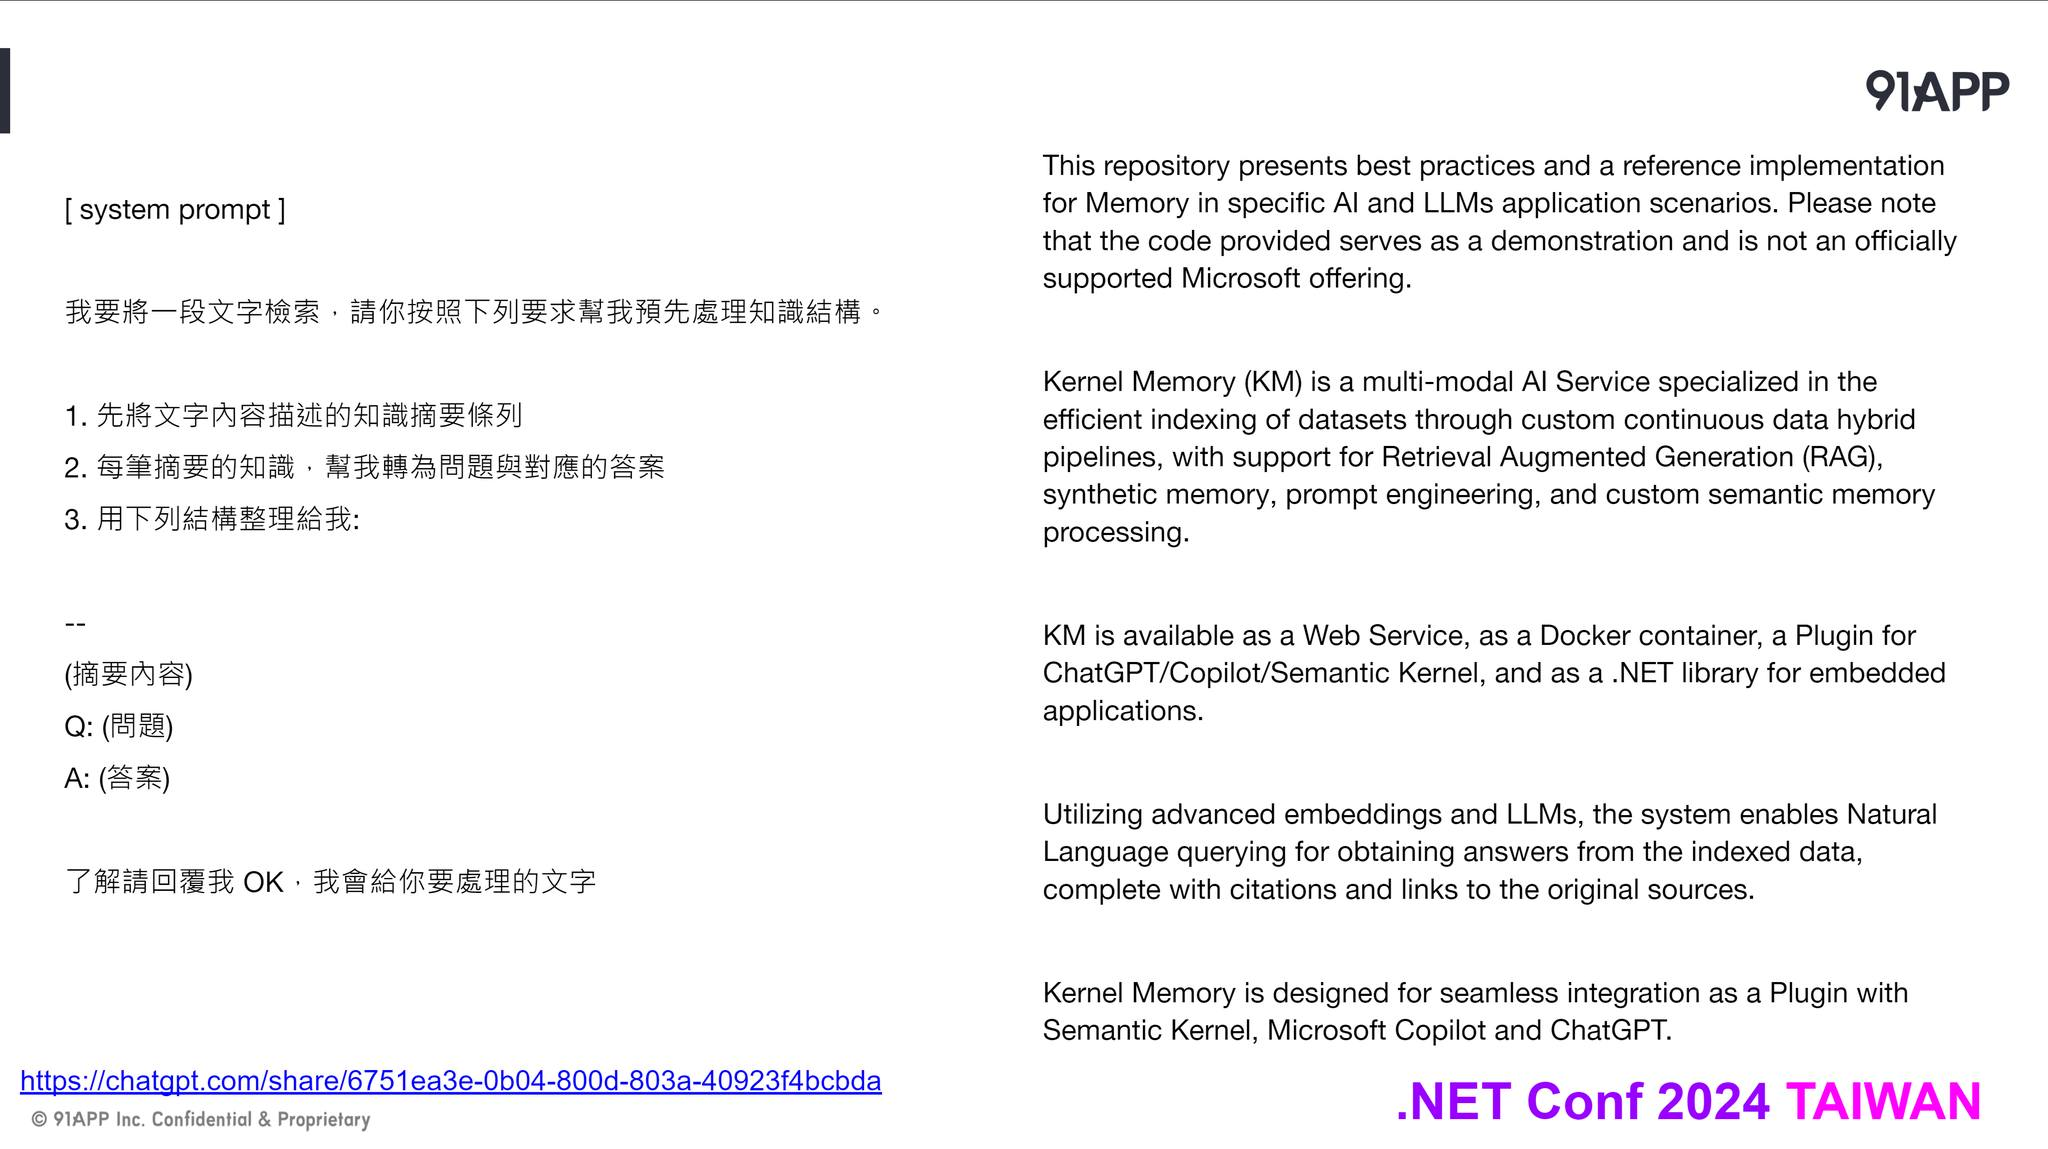 91APP
[ system prompt ]
我要將一段文字檢索，請你按照下列要求幫我預先處理知識結構。
1. 先將文字內容描述的知識摘要條列
2. 每筆摘要的知識，幫我轉為問題與對應的答案
3. 用下列結構整理給我:
--
(摘要內容)
Q: (問題)
A: (答案)
了解請回覆我 OK，我會給你要處理的文字
This repository presents best practices and a reference implementation
for Memory in specific AI and LLMs application scenarios. Please note
that the code provided serves as a demonstration and is not an officially
supported Microsoft offering.
Kernel Memory (KM) is a multi-modal AI Service specialized in the
efficient indexing of datasets through custom continuous data hybrid
pipelines, with support for Retrieval Augmented Generation (RAG),
synthetic memory, prompt engineering, and custom semantic memory
processing.
KM is available as a Web Service, as a Docker container, a Plugin for
ChatGPT/Copilot/Semantic Kernel, and as a .NET library for embedded
applications.
Utilizing advanced embeddings and LLMs, the system enables Natural
Language querying for obtaining answers from the indexed data,
complete with citations and links to the original sources.
Kernel Memory is designed for seamless integration as a Plugin with
Semantic Kernel, Microsoft Copilot and ChatGPT.
https://chatgpt.com/share/6751ea3e-0b04-800d-803a-40923f4bcbda
© 91APP Inc. Confidential & Proprietary
.NET Conf 2024 TAIWAN